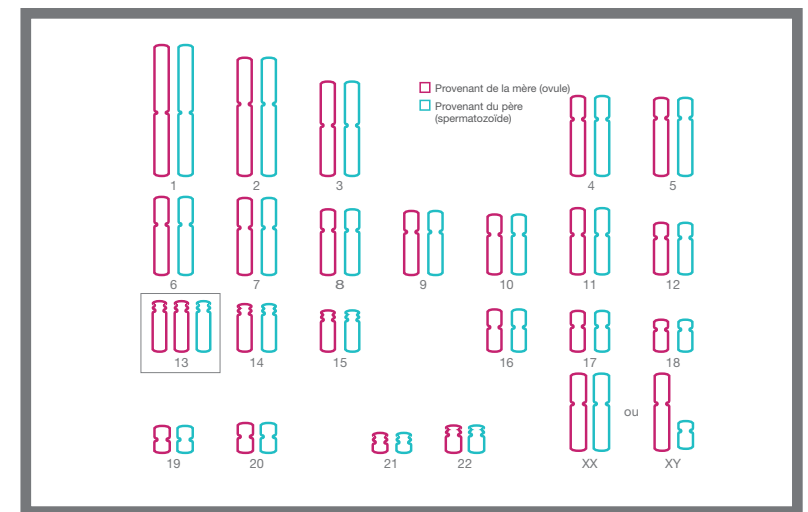 Provenant de la mère (ovule)
Provenant du père
(spermatozoïde)
1 2 3 4 5
6 7 8 9 10 11 12
13 14 15 16 17 18
ou
19 20 21 22 XX XY